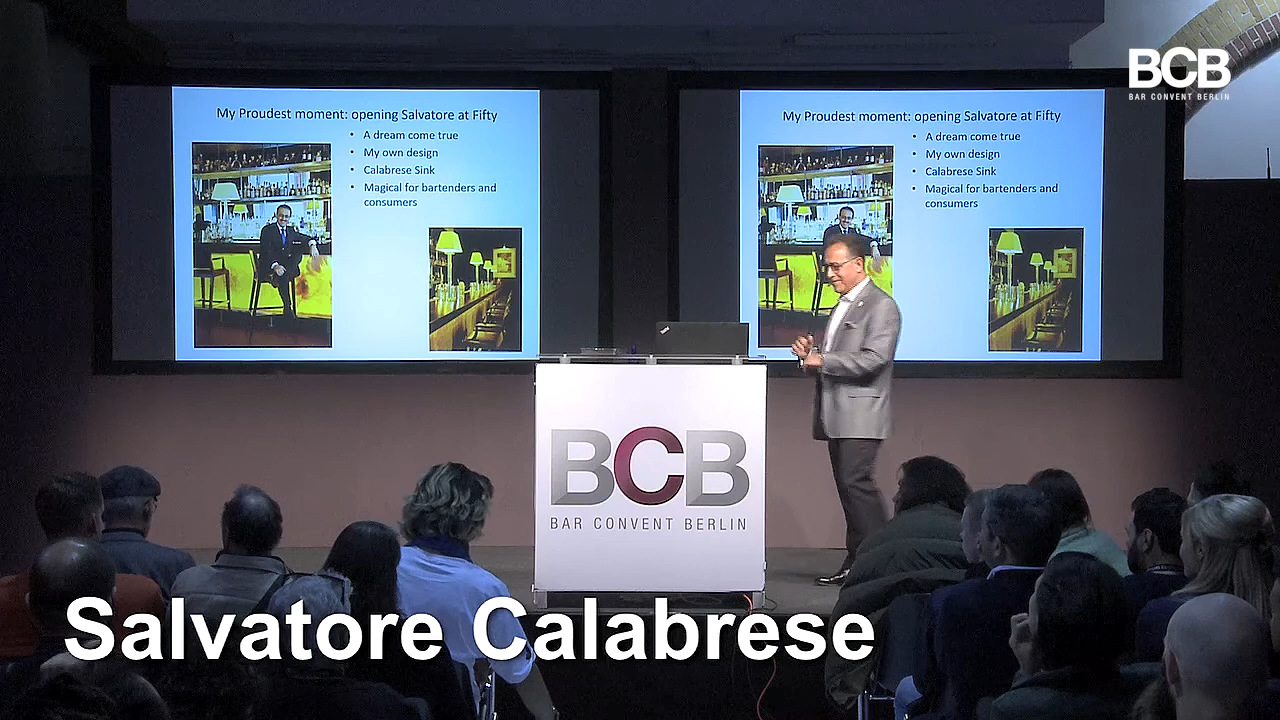 BCB
BAR CONVENT BERLIN
My Proudest moment: opening Salvatore at Fifty
• A dream come true
• My own design
• Calabrese Sink
• Magical for bartenders and
consumers
My Proudest moment: opening Salvatore at Fifty
• A dream come true
• My own design
• Calabrese Sink
• Magical for bartenders and
consumers
BCB
BAR CONVENT BERLIN
Salvatore Calabrese